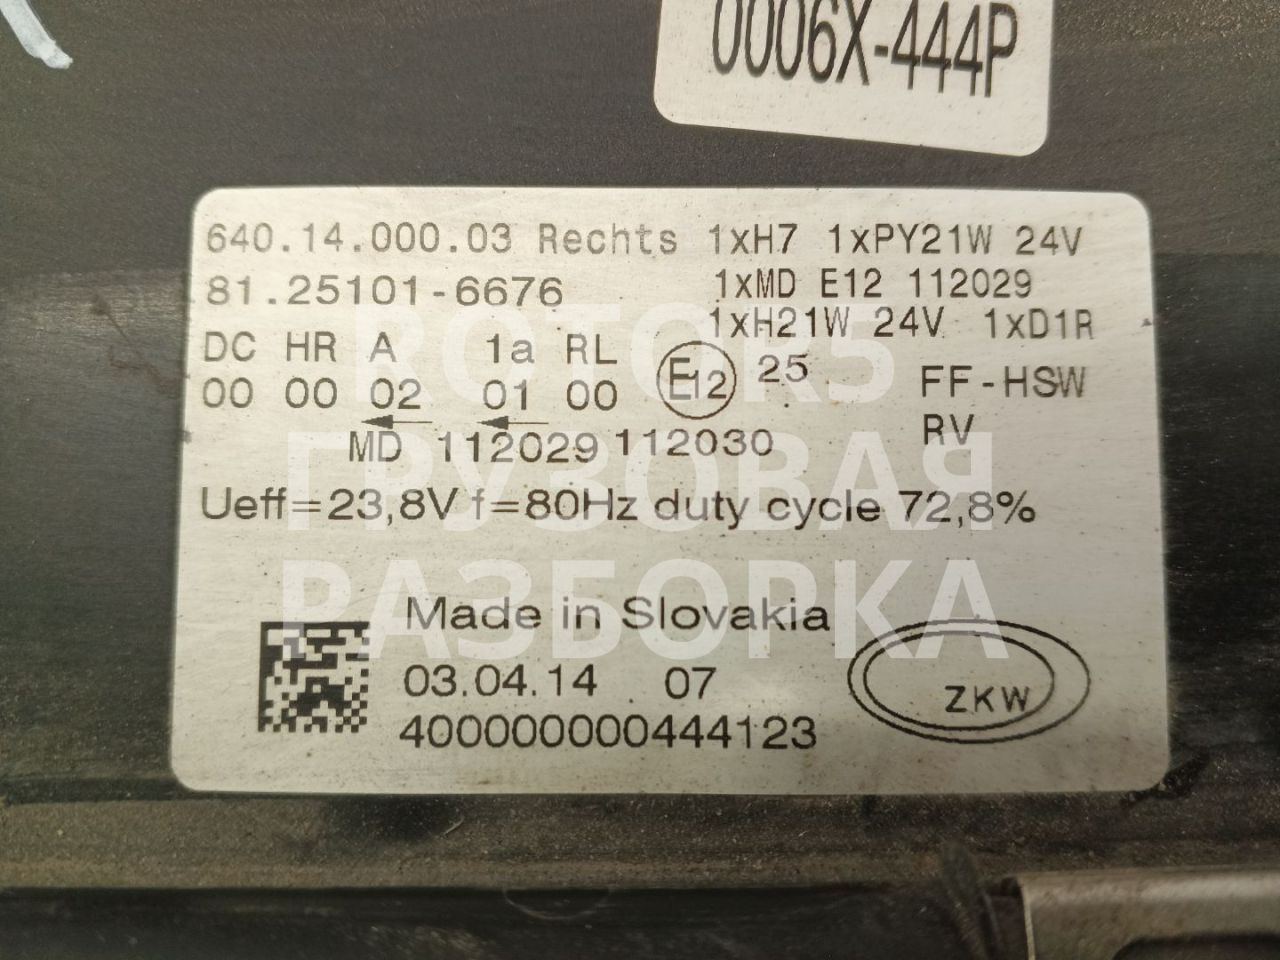 0006X-444P
640.14.000.03 Rechts 1xH7 1xPY21W 24V
81.25101-6676 1xMD E12 112029
1xH21W 24V 1xD1R
DC HR A 1a RL
00 00 02 01 00 E12 25 FF-HSW
RV
MD 112029 112030
Ueff=23,8V f=80Hz duty cycle 72,8%
Made in Slovakia
03.04.14 07
ZKW
400000000444123
ROTOR5
ГРУЗОВАЯ
РАЗБОРКА